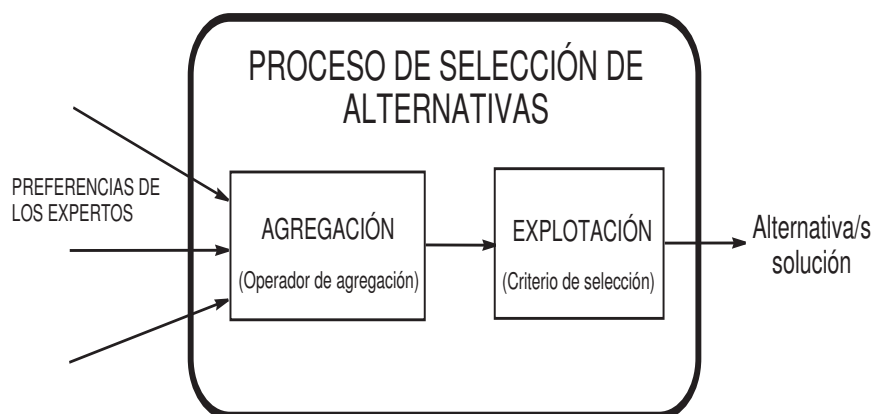 PROCESO DE SELECCIÓN DE
ALTERNATIVAS
PREFERENCIAS DE
LOS EXPERTOS
AGREGACIÓN
(Operador de agregación)
EXPLOTACIÓN
(Criterio de selección)
Alternativa/s
solución